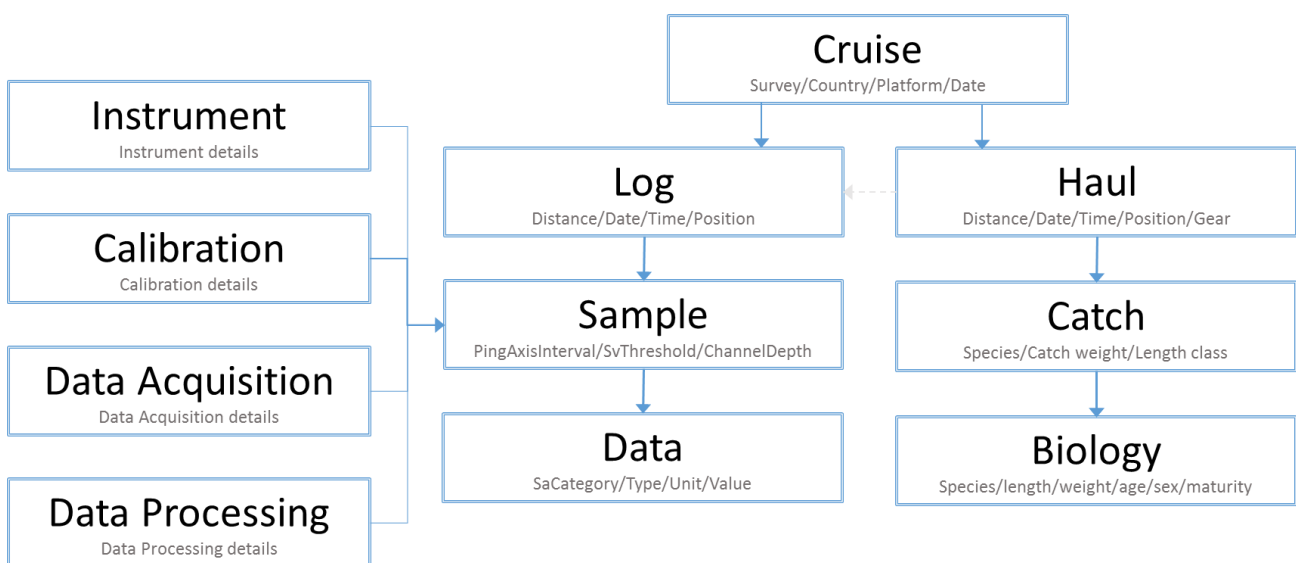 Cruise
Survey/Country/Platform/Date
Instrument
Instrument details
Log
Distance/Date/Time/Position
Haul
Distance/Date/Time/Position/Gear
Calibration
Calibration details
Sample
PingAxisInterval/SvThreshold/ChannelDepth
Catch
Species/Catch weight/Length class
Data Acquisition
Data Acquisition details
Data
SaCategory/Type/Unit/Value
Biology
Species/length/weight/age/sex/maturity
Data Processing
Data Processing details